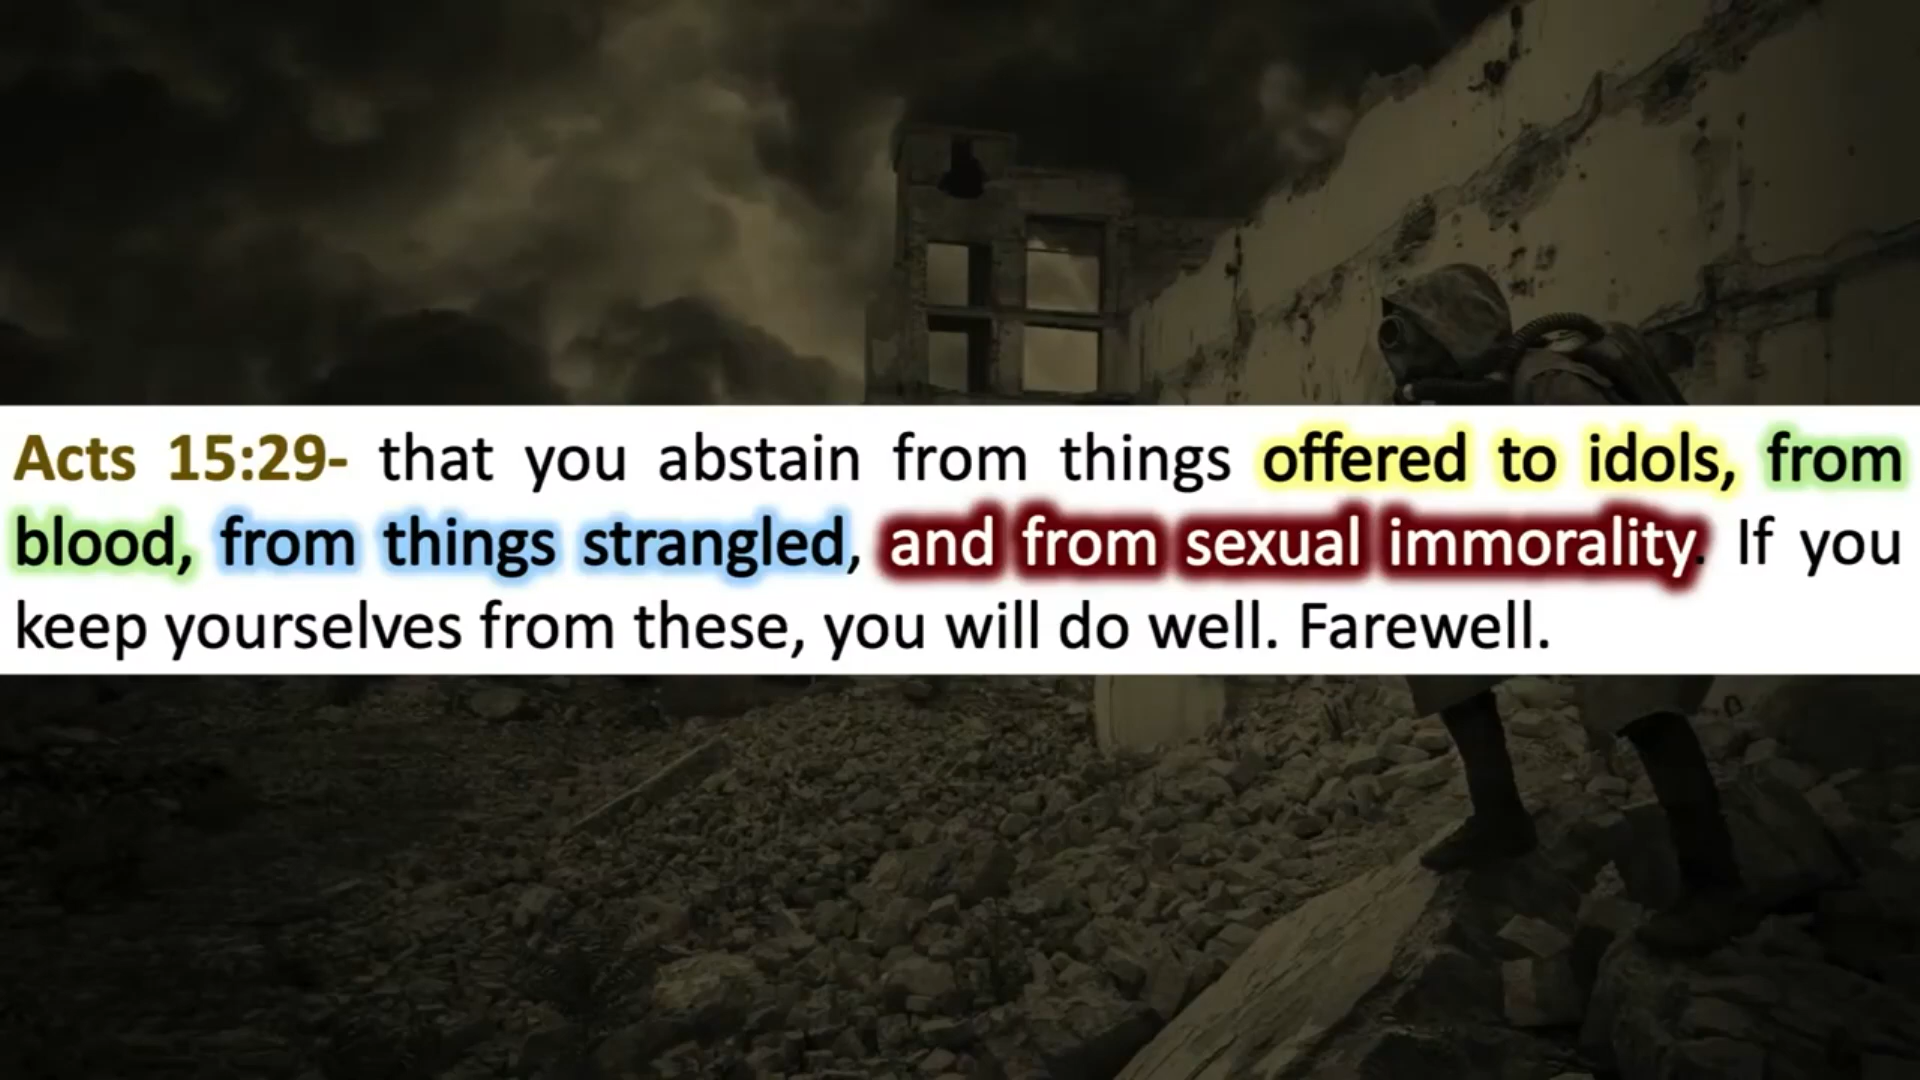 Acts 15:29- that you abstain from things offered to idols, from
blood, from things strangled, and from sexual immorality. If you
keep yourselves from these, you will do well. Farewell.